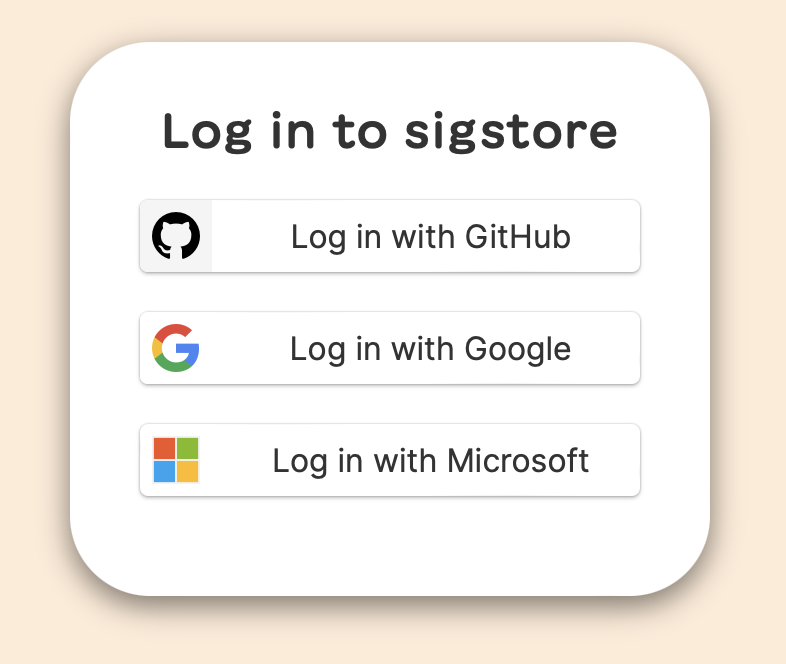 Log in to sigstore
Log in with GitHub
Log in with Google
Log in with Microsoft